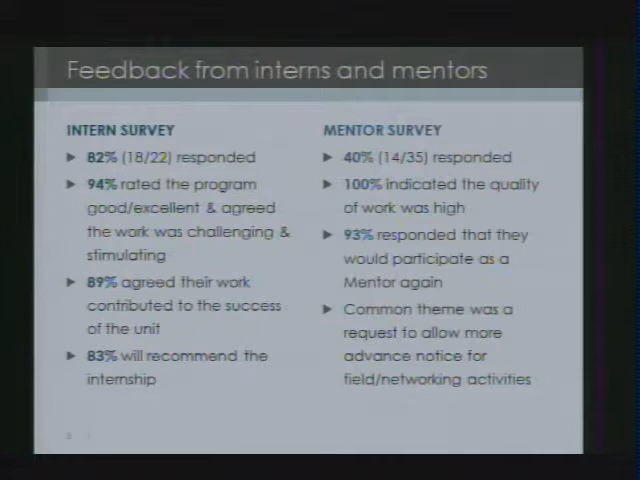 Feedback from interns and mentors
INTERN SURVEY
▶ 82% (18/22) responded
▶ 94% rated the program
good/excellent & agreed
the work was challenging &
stimulating
▶ 89% agreed their work
contributed to the success
of the unit
▶ 83% will recommend the
internship
MENTOR SURVEY
▶ 40% (14/35) responded
▶ 100% indicated the quality
of work was high
▶ 93% responded that they
would participate as a
Mentor again
▶ Common theme was a
request to allow more
advance notice for
field/networking activities